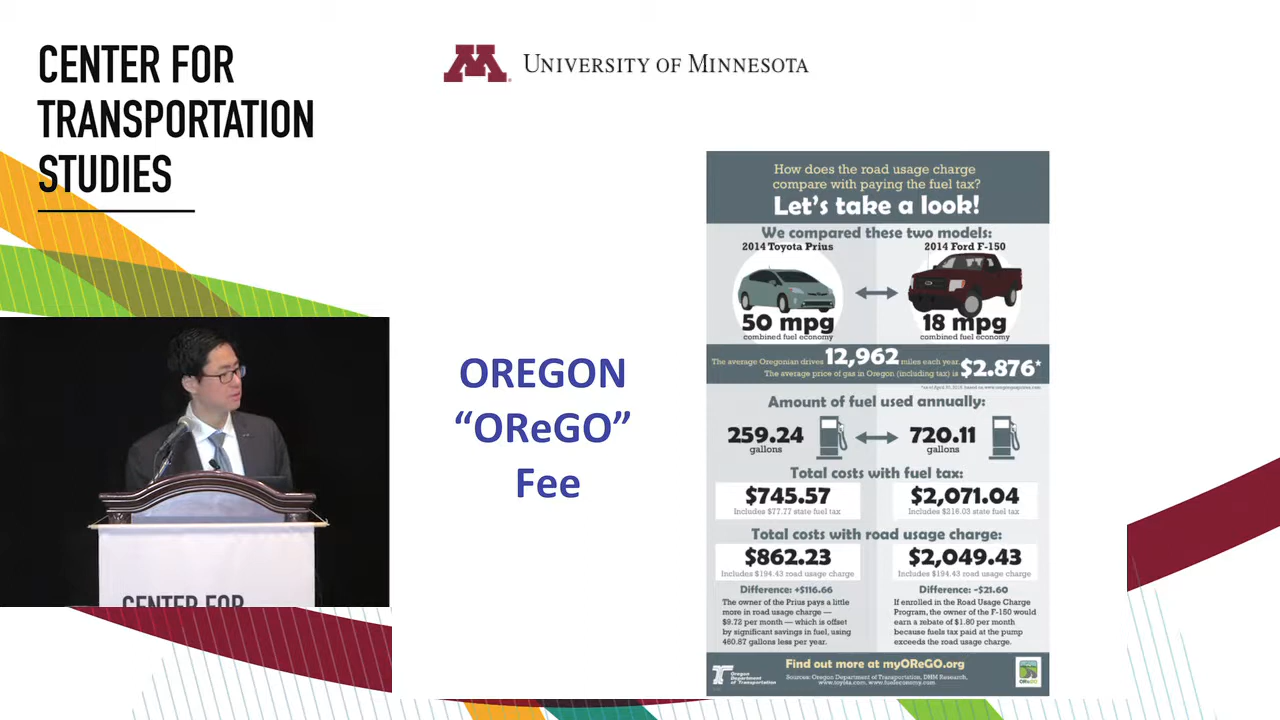 CENTER FOR
TRANSPORTATION
STUDIES
M
UNIVERSITY OF MINNESOTA
OREGON
“OReGO”
Fee
How does the road usage charge
compare with paying the fuel tax?
Let's take a look!
We compared these two models:
2014 Toyota Prius
2014 Ford F-150
50 mpg
combined fuel economy
18 mpg
combined fuel economy
The average Oregonian drives 12,962 miles each year.
The average price of gas in Oregon (including tax) is $2.876*
Amount of fuel used annually:
259.24
gallons
720.11
gallons
Total costs with fuel tax:
$745.57
Includes $77.77 state fuel tax
$2,071.04
Includes $216.03 state fuel tax
Total costs with road usage charge:
$862.23
Includes $194.43 road usage charge
$2,049.43
Includes $194.43 road usage charge
Difference: +$116.66
The owner of the Prius pays a little
more in road usage charge —
$9.72 per month — which is offset
by significant savings in fuel, using
460.87 gallons less per year.
Difference: -$21.60
If enrolled in the Road Usage Charge
Program, the owner of the F-150 would
earn a rebate of $1.80 per month
because fuels tax paid at the pump
exceeds the road usage charge.
Oregon
Department
of Transportation
Find out more at myOReGO.org
Sources: Oregon Department of Transportation, DHM Research,
www.toyota.com, www.fueleconomy.com
OReGO
CENTER FOR